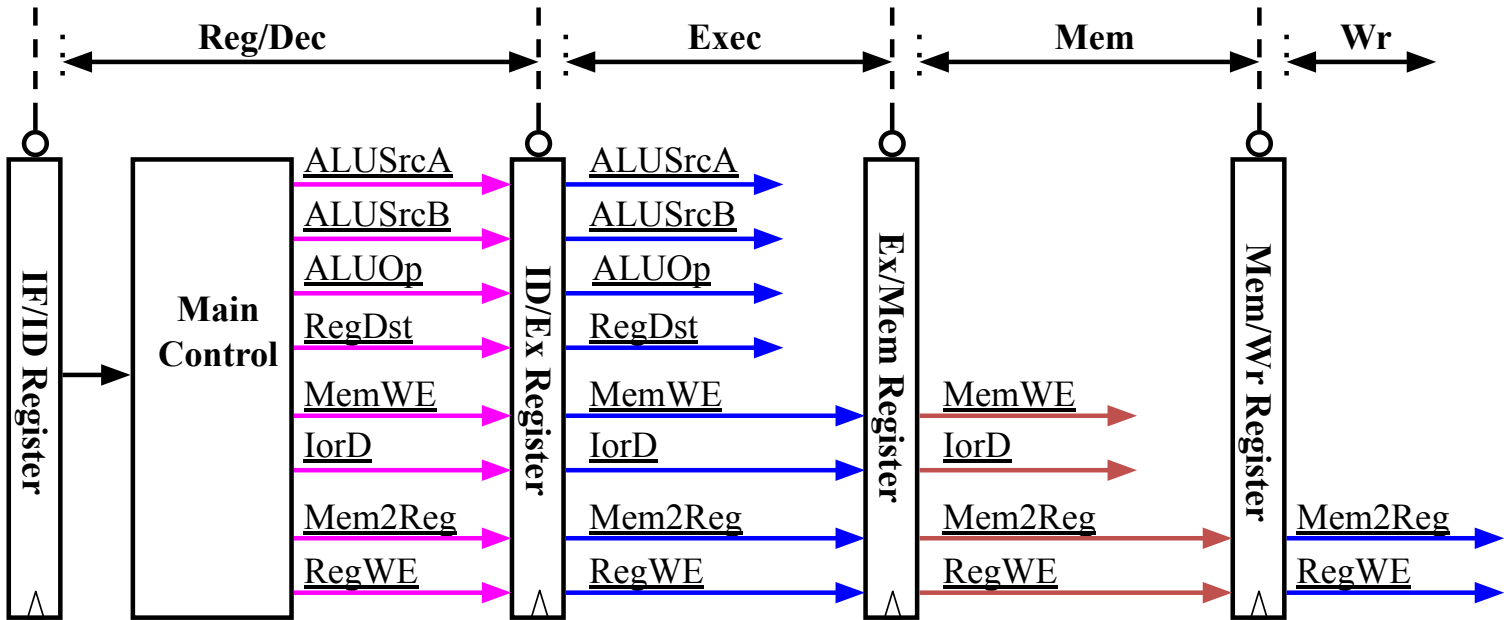 Reg/Dec
Exec
Mem
Wr
IF/ID Register
Main
Control
ALUSrcA
ALUSrcB
ALUOp
RegDst
MemWE
IorD
Mem2Reg
RegWE
ID/Ex Register
ALUSrcA
ALUSrcB
ALUOp
RegDst
MemWE
IorD
Mem2Reg
RegWE
Ex/Mem Register
MemWE
IorD
Mem2Reg
RegWE
Mem/Wr Register
Mem2Reg
RegWE